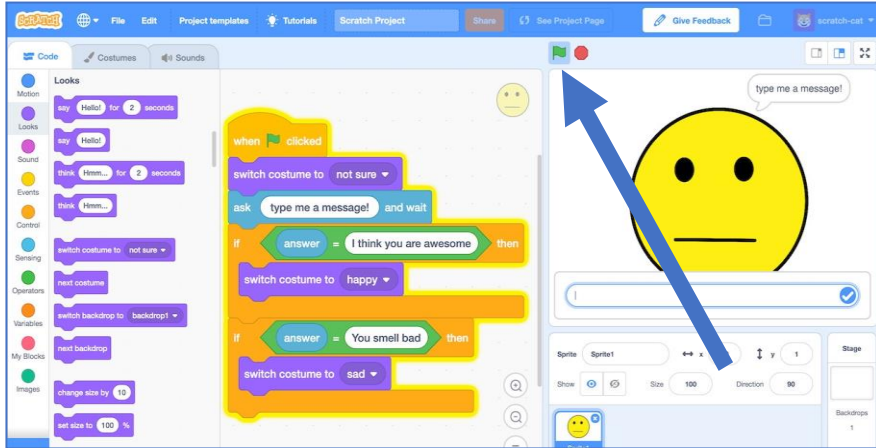 SCRATCH File Edit Project templates Tutorials Scratch Project Share See Project Page Give Feedback scratch-cat
Code Costumes Sounds
Motion
Looks
Sound
Events
Control
Sensing
Operators
Variables
My Blocks
Images
Looks
say Hello! for 2 seconds
say Hello!
think Hmm... for 2 seconds
think Hmm...
switch costume to not sure
next costume
switch backdrop to backdrop1
next backdrop
change size by 10
set size to 100 %
when clicked
switch costume to not sure
ask type me a message! and wait
if answer = I think you are awesome then
switch costume to happy
if answer = You smell bad then
switch costume to sad
type me a message!
Sprite Sprite1 x y 1
Show Size 100 Direction 90
Sprite1
Stage
Backdrops
1